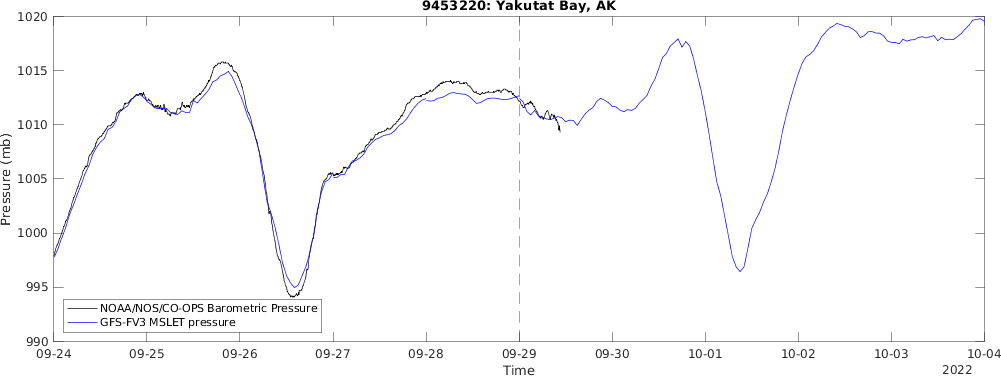 9453220: Yakutat Bay, AK
1020
1015
1010
1005
1000
995
990
Pressure (mb)
NOAA/NOS/CO-OPS Barometric Pressure
GFS-FV3 MSLET pressure
09-24 09-25 09-26 09-27 09-28 09-29 09-30 10-01 10-02 10-03 10-04
Time
2022